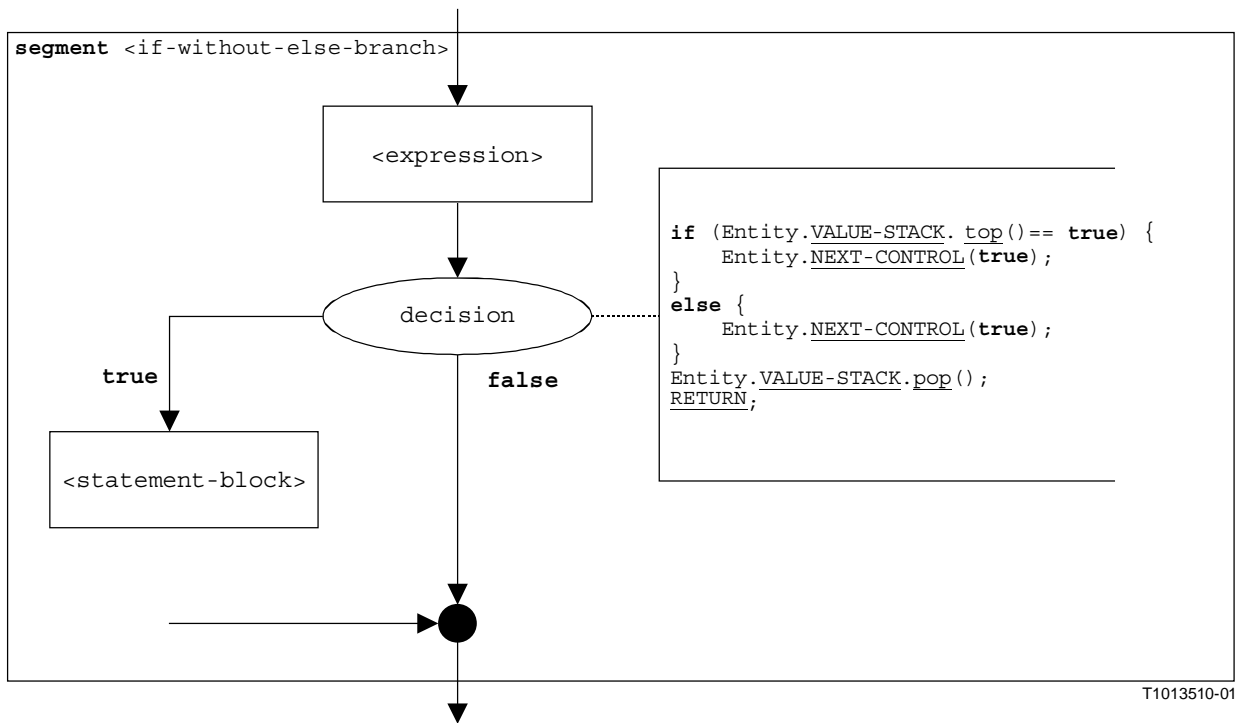 segment <if-without-else-branch>
<expression>
decision
true
false
<statement-block>
if (Entity.VALUE-STACK. top()== true) {
Entity.NEXT-CONTROL(true);
}
else {
Entity.NEXT-CONTROL(true);
}
Entity.VALUE-STACK.pop();
RETURN;
T1013510-01